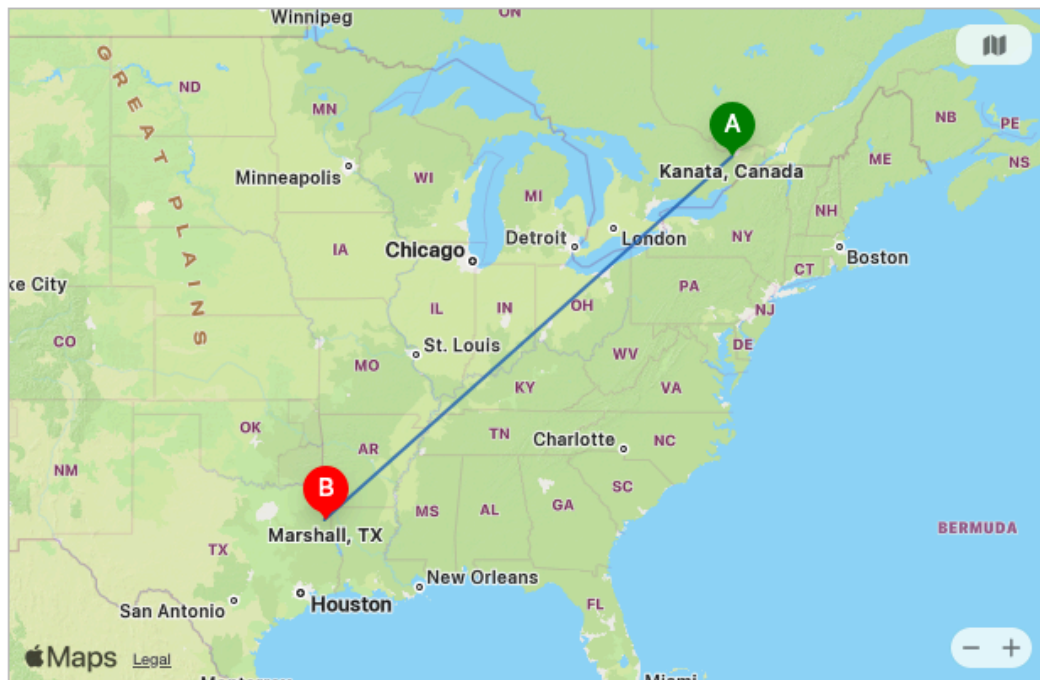 Winnipeg
ON
GREAT PLAINS
ND
MN
NB
PE
A
ME
NS
Kanata, Canada
Minneapolis
WI
MI
NH
Detroit
London
NY
IA
Chicago
Boston
CT
ke City
PA
IL
IN
OH
NJ
CO
St. Louis
DE
MO
WV
KY
VA
OK
TN
Charlotte
NC
AR
NM
B
SC
MS
AL
GA
Marshall, TX
BERMUDA
TX
New Orleans
San Antonio
Houston
FL
Maps
Legal
Miami